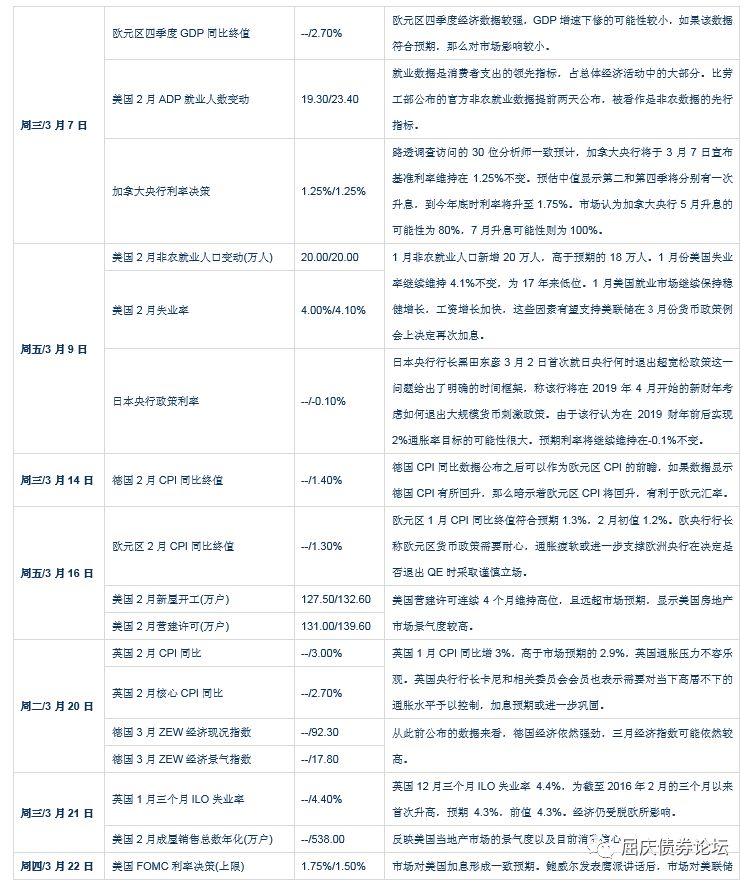 周三/3 月 7 日
欧元区四季度 GDP 同比终值
--/2.70%
欧元区四季度经济数据较强，GDP 增速下修的可能性较小，如果该数据
符合预期，那么对市场影响较小。
美国 2 月 ADP 就业人数变动
19.30/23.40
就业数据是消费者支出的领先指标，占总体经济活动中的大部分。比劳
工部公布的官方非农就业数据提前两天公布，被看作是非农数据的先行
指标。
加拿大央行利率决策
1.25%/1.25%
路透调查访问的 30 位分析师一致预计，加拿大央行将于 3 月 7 日宣布
基准利率维持在 1.25%不变。预估中值显示第二和第四季将分别有一次
升息，到今年底时利率将升至 1.75%。市场认为加拿大央行 5 月升息的
可能性为 80%，7 月升息可能性则为 100%。
周五/3 月 9 日
美国 2 月非农就业人口变动(万人)
20.00/20.00
美国 2 月失业率
4.00%/4.10%
1 月非农就业人口新增 20 万人，高于预期的 18 万人。1 月份美国失业
率继续维持 4.1%不变，为 17 年来低位。1 月美国就业市场继续保持稳
健增长，工资增长加快，这些因素有望支持美联储在 3 月份货币政策例
会上决定再次加息。
日本央行政策利率
--/-0.10%
日本央行行长黑田东彦 3 月 2 日首次就日央行何时退出超宽松政策这一
问题给出了明确的时间框架，称该行将在 2019 年 4 月开始的新财年考
虑如何退出大规模货币刺激政策。由于该行认为在 2019 财年前后实现
2%通胀率目标的可能性很大。预期利率将继续维持在-0.1%不变。
周三/3 月 14 日
德国 2 月 CPI 同比终值
--/1.40%
德国 CPI 同比数据公布之后可以作为欧元区 CPI 的前瞻，如果数据显示
德国 CPI 有所回升，那么暗示着欧元区 CPI 将回升，有利于欧元汇率。
周五/3 月 16 日
欧元区 2 月 CPI 同比终值
--/1.30%
欧元区 1 月 CPI 同比终值符合预期 1.3%，2 月初值 1.2%。欧央行行长
称欧元区货币政策需要耐心，通胀疲软或进一步支撑欧洲央行在决定是
否退出 QE 时采取谨慎立场。
美国 2 月新屋开工(万户)
127.50/132.60
美国 2 月营建许可(万户)
131.00/139.60
美国营建许可连续 4 个月维持高位，且远超市场预期，显示美国房地产
市场景气度较高。
周二/3 月 20 日
英国 2 月 CPI 同比
--/3.00%
英国 2 月核心 CPI 同比
--/2.70%
英国 1 月 CPI 同比增 3%，高于市场预期的 2.9%，英国通胀压力不容乐
观。英国央行行长卡尼和相关委员会会员也表示需要对当下高居不下的
通胀水平予以控制，加息预期或进一步巩固。
德国 3 月 ZEW 经济现况指数
--/92.30
德国 3 月 ZEW 经济景气指数
--/17.80
从此前公布的数据来看，德国经济依然强劲，三月经济指数可能依然较
高。
周三/3 月 21 日
英国 1 月三个月 ILO 失业率
--/4.40%
英国 12 月三个月 ILO 失业率 4.4%，为截至 2016 年 2 月的三个月以来
首次升高，预期 4.3%，前值 4.3%。经济仍受脱欧所影响。
美国 2 月成屋销售总数年化(万户)
--/538.00
反映美国当地产市场的景气度以及目前消费信心
周四/3 月 22 日
美国 FOMC 利率决策(上限)
1.75%/1.50%
市场对美国加息形成一致预期。鲍威尔发表鹰派讲话后，市场对美联储
屈庆债券论坛